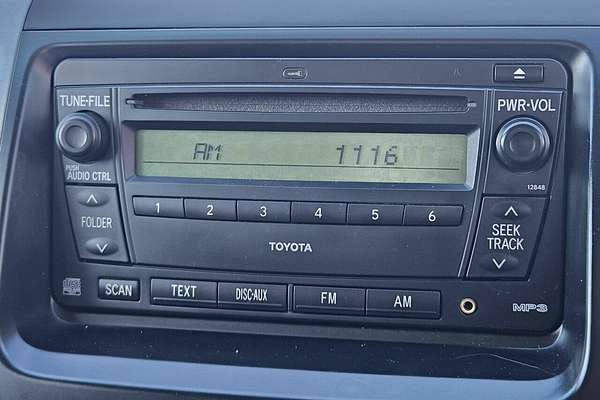 TUNE·FILE
PWR·VOL
AM 1116
PUSH
AUDIO CTRL
12848
1 2 3 4 5 6
FOLDER
TOYOTA
SEEK
TRACK
SCAN
TEXT
DISC·AUX
FM
AM
MP3